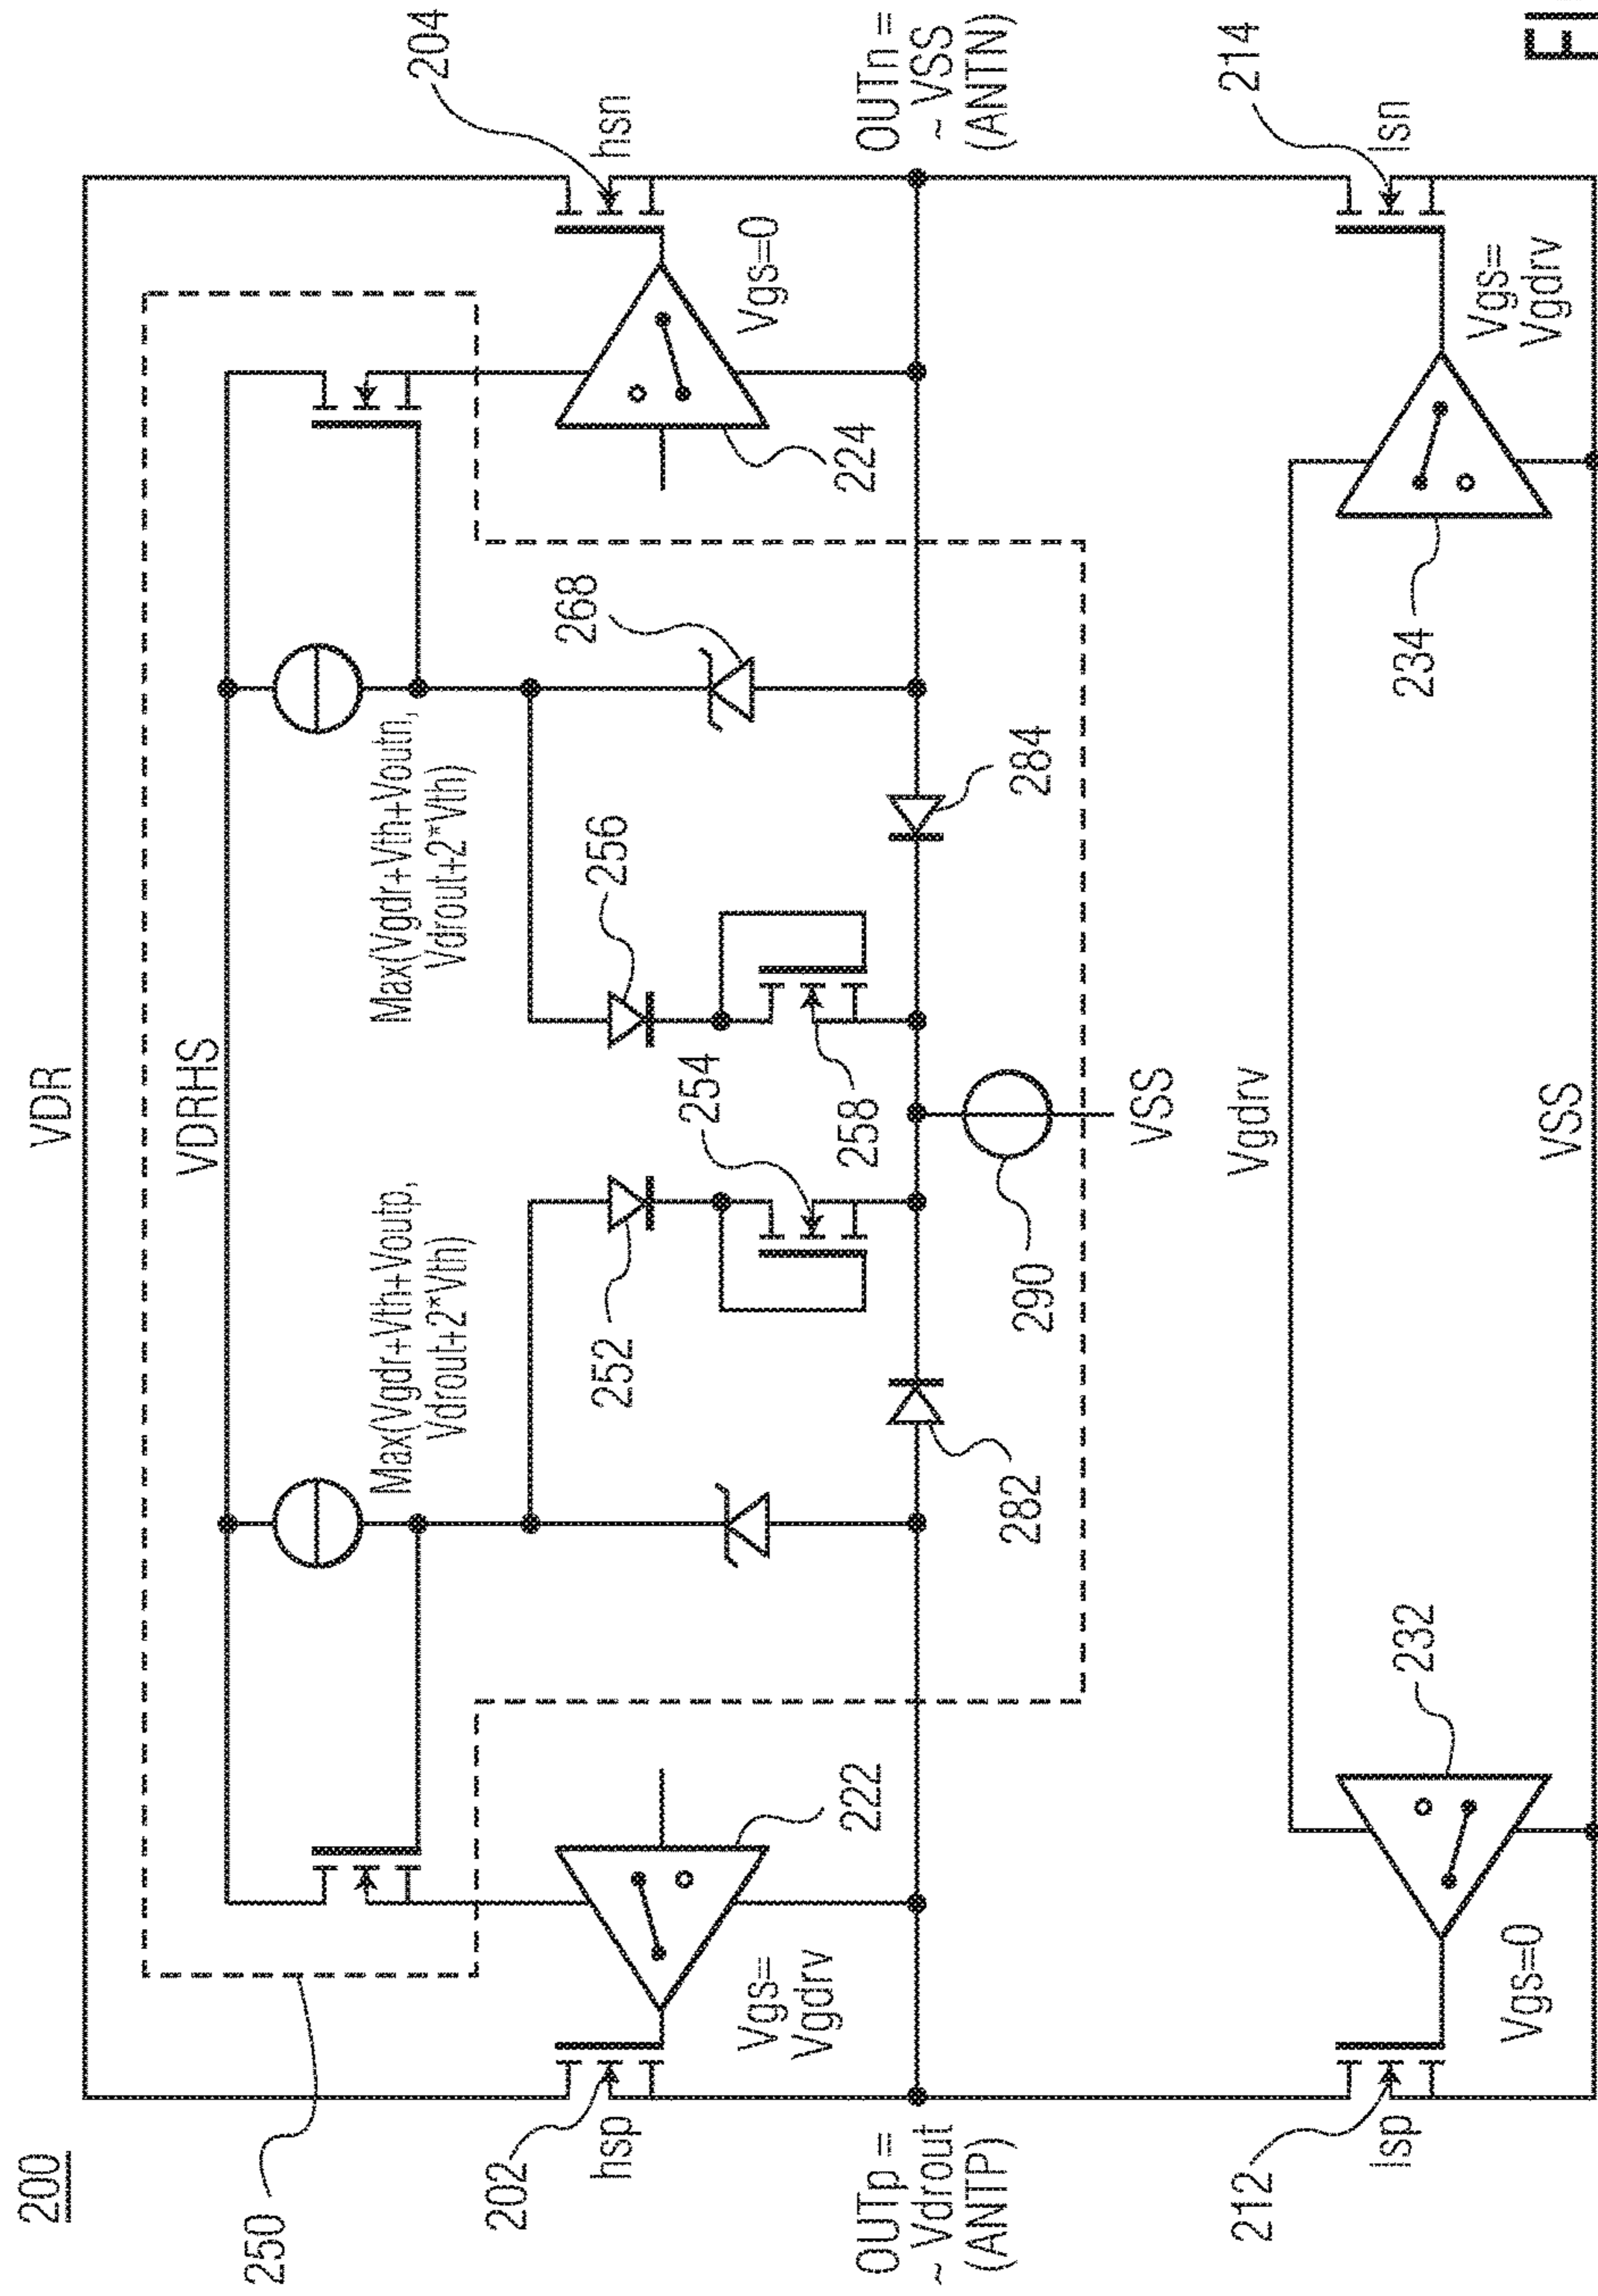 200
VDR
250
VDRHS
Max(Vgdr+Vth+Voutp,
Vdrout+2*Vth)
Max(Vgdr+Vth+Voutn,
Vdrout+2*Vth)
204
hsn
202
hsp
Vgs=
Vgdrv
222
252
254
256
258
268
224
Vgs=0
OUTp =
~ Vdrout
(ANTP)
282
290
284
OUTn =
~ VSS
(ANTN)
VSS
Vgdrv
212
lsp
Vgs=0
232
234
Vgs=
Vgdrv
214
lsn
VSS